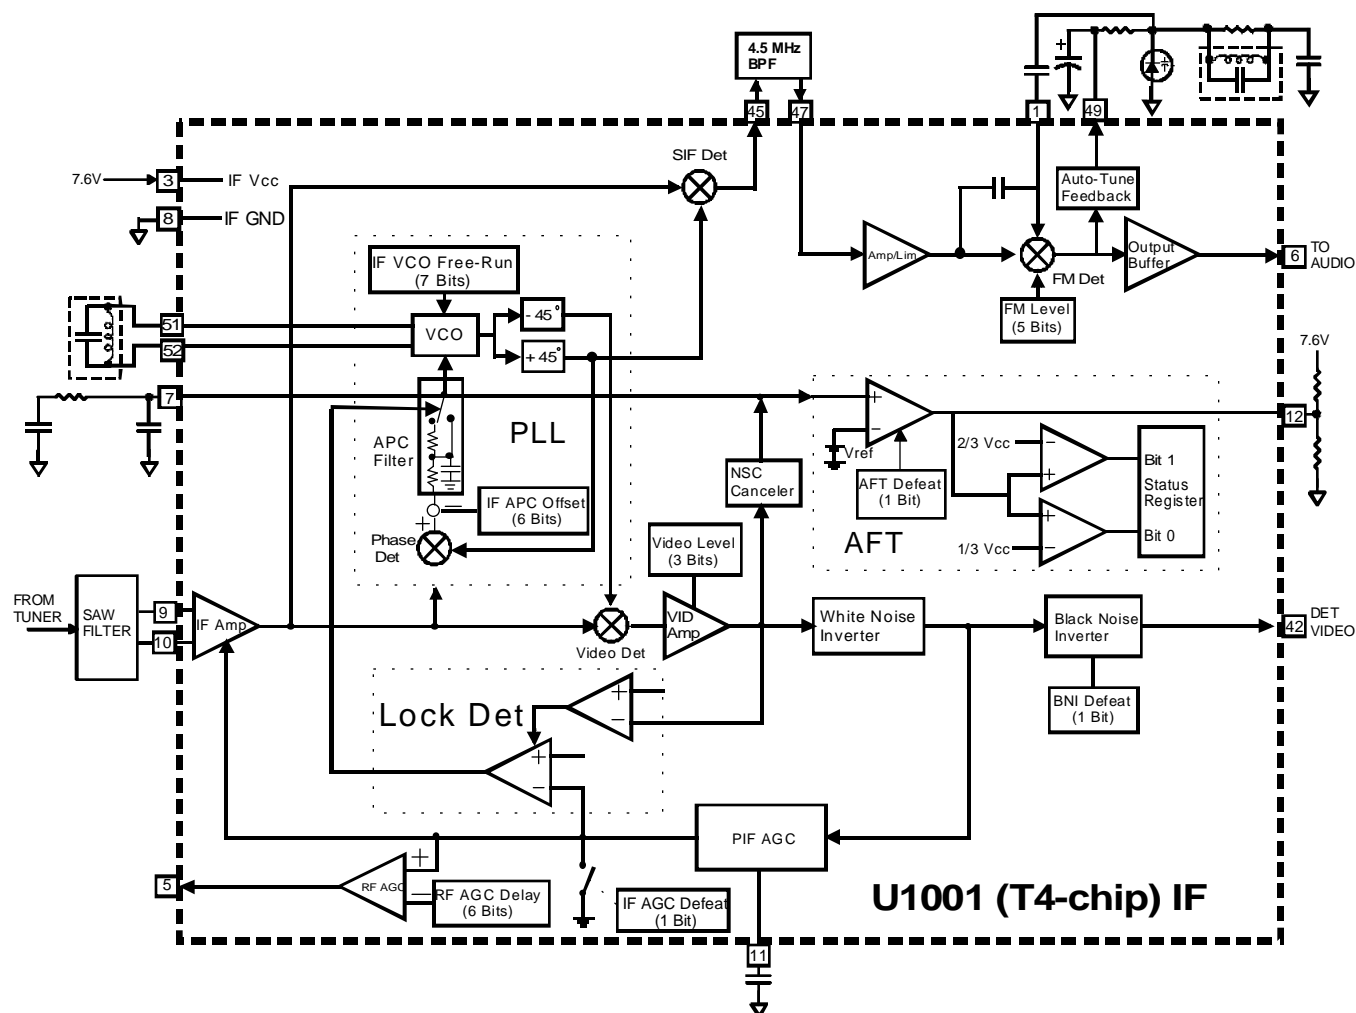 4.5 MHz
BPF
45
47
1
49
SIF Det
7.6V
3
IF Vcc
8
IF GND
Auto-Tune
Feedback
Amp/Lim
FM Det
Output
Buffer
6
TO
AUDIO
FM Level
(5 Bits)
IF VCO Free-Run
(7 Bits)
51
52
VCO
- 45°
+ 45°
7.6V
7
APC
Filter
PLL
+
−
Vref
12
2/3 Vcc
−
+
Bit 1
Status
Register
Bit 0
+
−
1/3 Vcc
NSC
Canceler
AFT Defeat
(1 Bit)
AFT
IF APC Offset
(6 Bits)
−
+
Phase
Det
Video Level
(3 Bits)
FROM
TUNER
SAW
FILTER
9
10
IF Amp
Video Det
VID
Amp
White Noise
Inverter
Black Noise
Inverter
42
DET
VIDEO
BNI Defeat
(1 Bit)
Lock Det
+
−
+
−
PIF AGC
5
RF AGC
+
−
RF AGC Delay
(6 Bits)
IF AGC Defeat
(1 Bit)
U1001 (T4-chip) IF
11